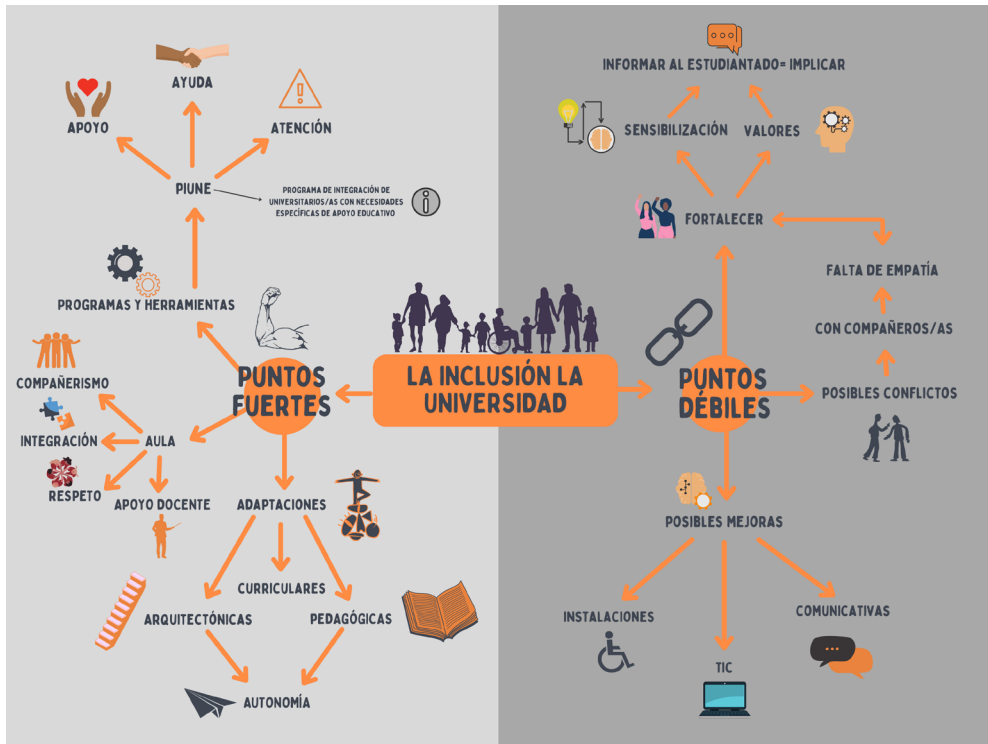 AYUDA
APOYO
ATENCIÓN
PIUNE
PROGRAMA DE INTEGRACIÓN DE
UNIVERSITARIOS/AS CON NECESIDADES
ESPECÍFICAS DE APOYO EDUCATIVO
PROGRAMAS Y HERRAMIENTAS
PUNTOS
FUERTES
COMPAÑERISMO
INTEGRACIÓN
AULA
RESPETO
APOYO DOCENTE
ADAPTACIONES
CURRICULARES
ARQUITECTÓNICAS
PEDAGÓGICAS
AUTONOMÍA
LA INCLUSIÓN LA
UNIVERSIDAD
INFORMAR AL ESTUDIANTADO= IMPLICAR
SENSIBILIZACIÓN
VALORES
FORTALECER
FALTA DE EMPATÍA
CON COMPAÑEROS/AS
POSIBLES CONFLICTOS
PUNTOS
DÉBILES
POSIBLES MEJORAS
INSTALACIONES
COMUNICATIVAS
TIC